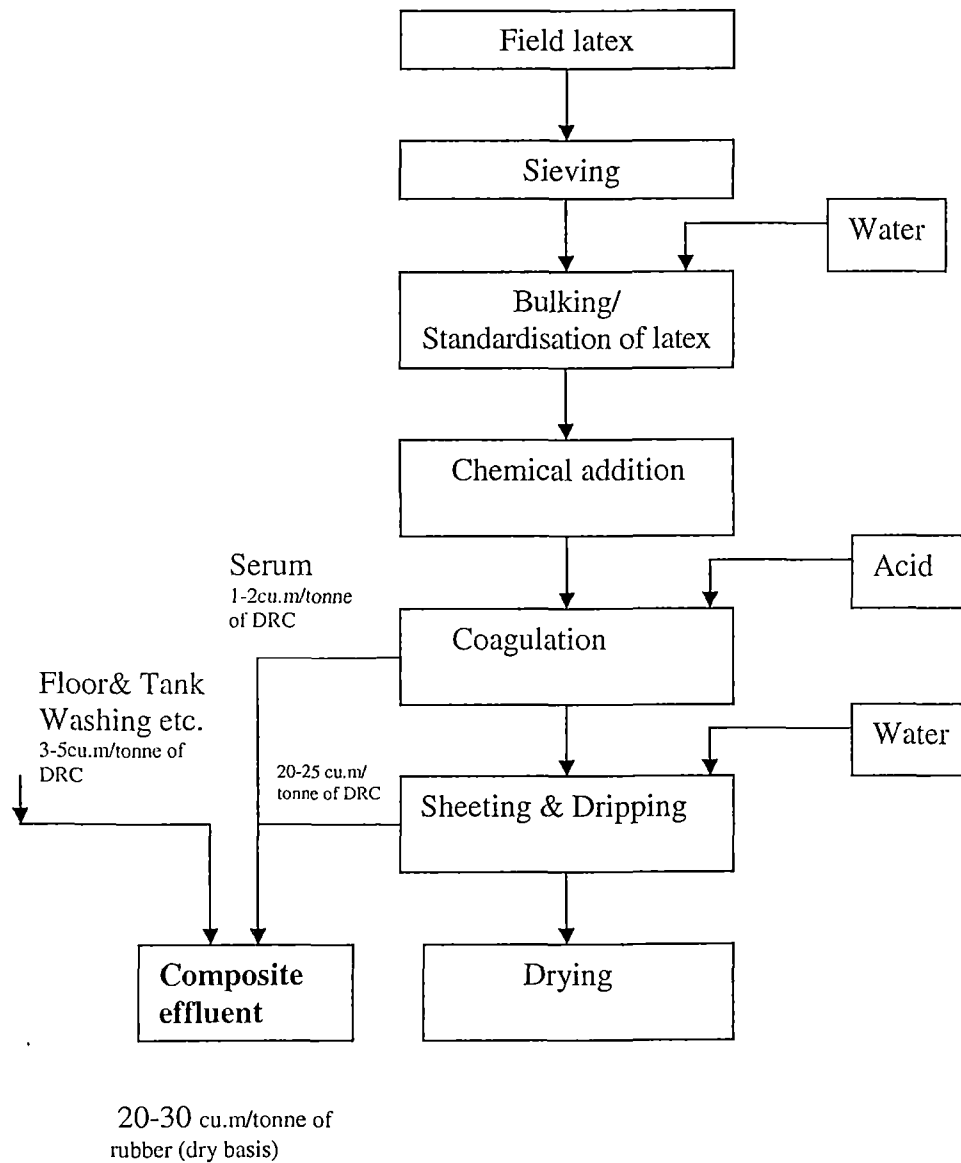 Field latex
Sieving
Water
Bulking/
Standardisation of latex
Chemical addition
Serum
1-2cu.m/tonne
of DRC
Acid
Coagulation
Floor& Tank
Washing etc.
3-5cu.m/tonne of
DRC
Water
20-25 cu.m/
tonne of DRC
Sheeting & Dripping
Composite
effluent
Drying
20-30 cu.m/tonne of
rubber (dry basis)